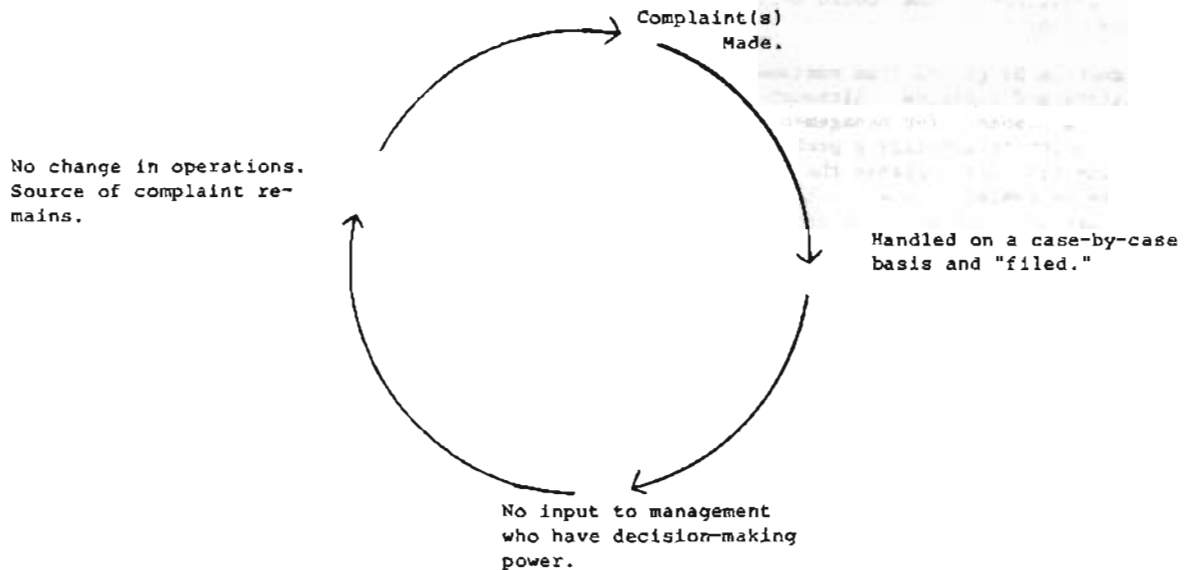 Complaint(s)
Made.
Handled on a case-by-case
basis and "filed."
No input to management
who have decision-making
power.
No change in operations.
Source of complaint re-
mains.